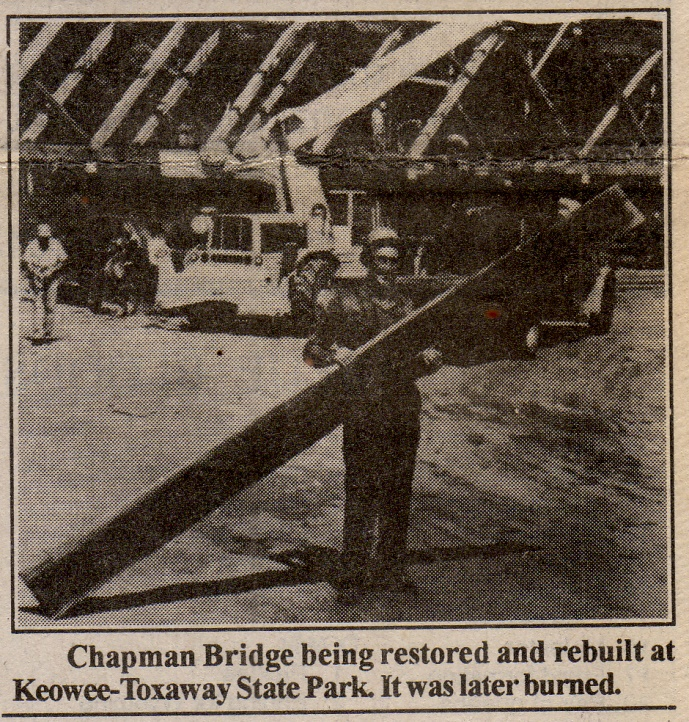 Chapman Bridge being restored and rebuilt at
Keowee-Toxaway State Park. It was later burned.